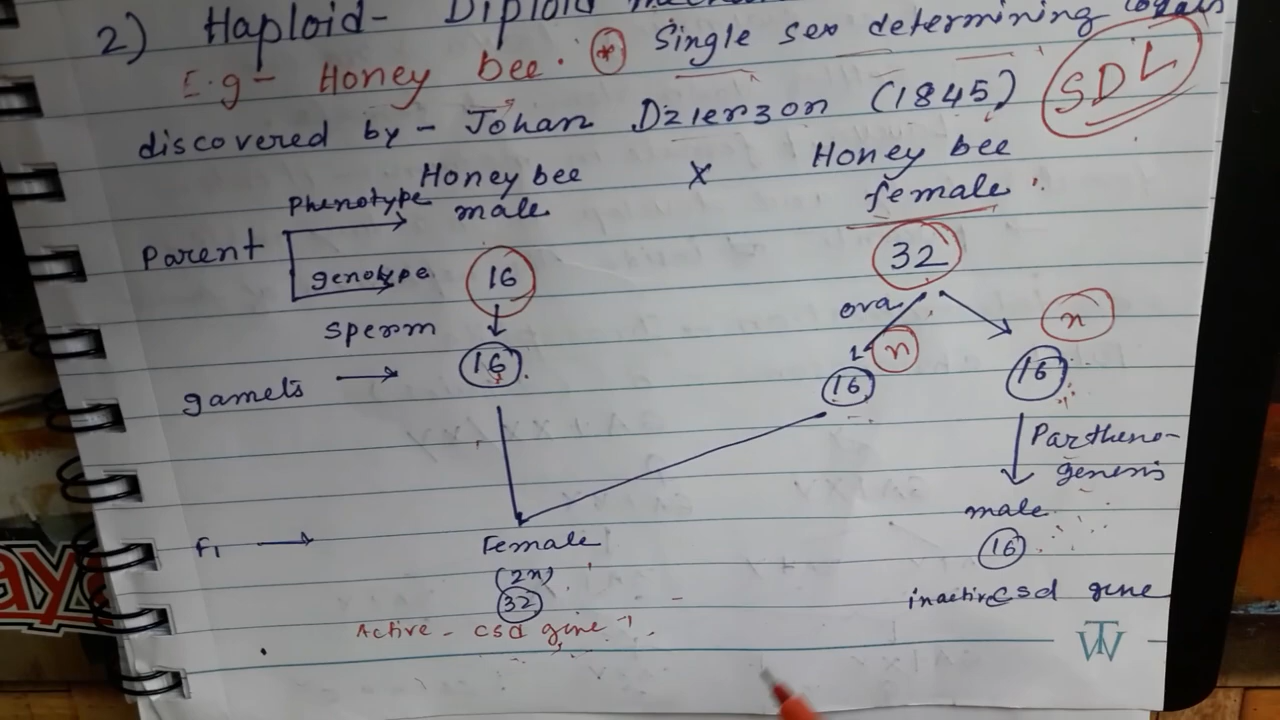 2) Haploid- Diploid
E.g - Honey bee. * Single sex determining
SDL
discovered by - Johan Dzierzon (1845)
Honey bee male X Honey bee female
Parent
Phenotype
genotype
16
32
sperm
ova
n
n
gamets
16
16
16
Partheno-
genesis
male
16
inactive csd gene
F1
Female
(2n)
32
Active - csd gene